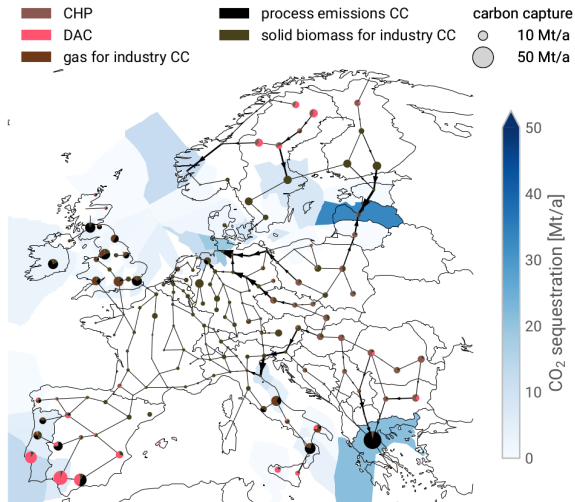 CHP
DAC
gas for industry CC
process emissions CC
solid biomass for industry CC
carbon capture
10 Mt/a
50 Mt/a
50
40
30
20
10
0
CO₂ sequestration [Mt/a]